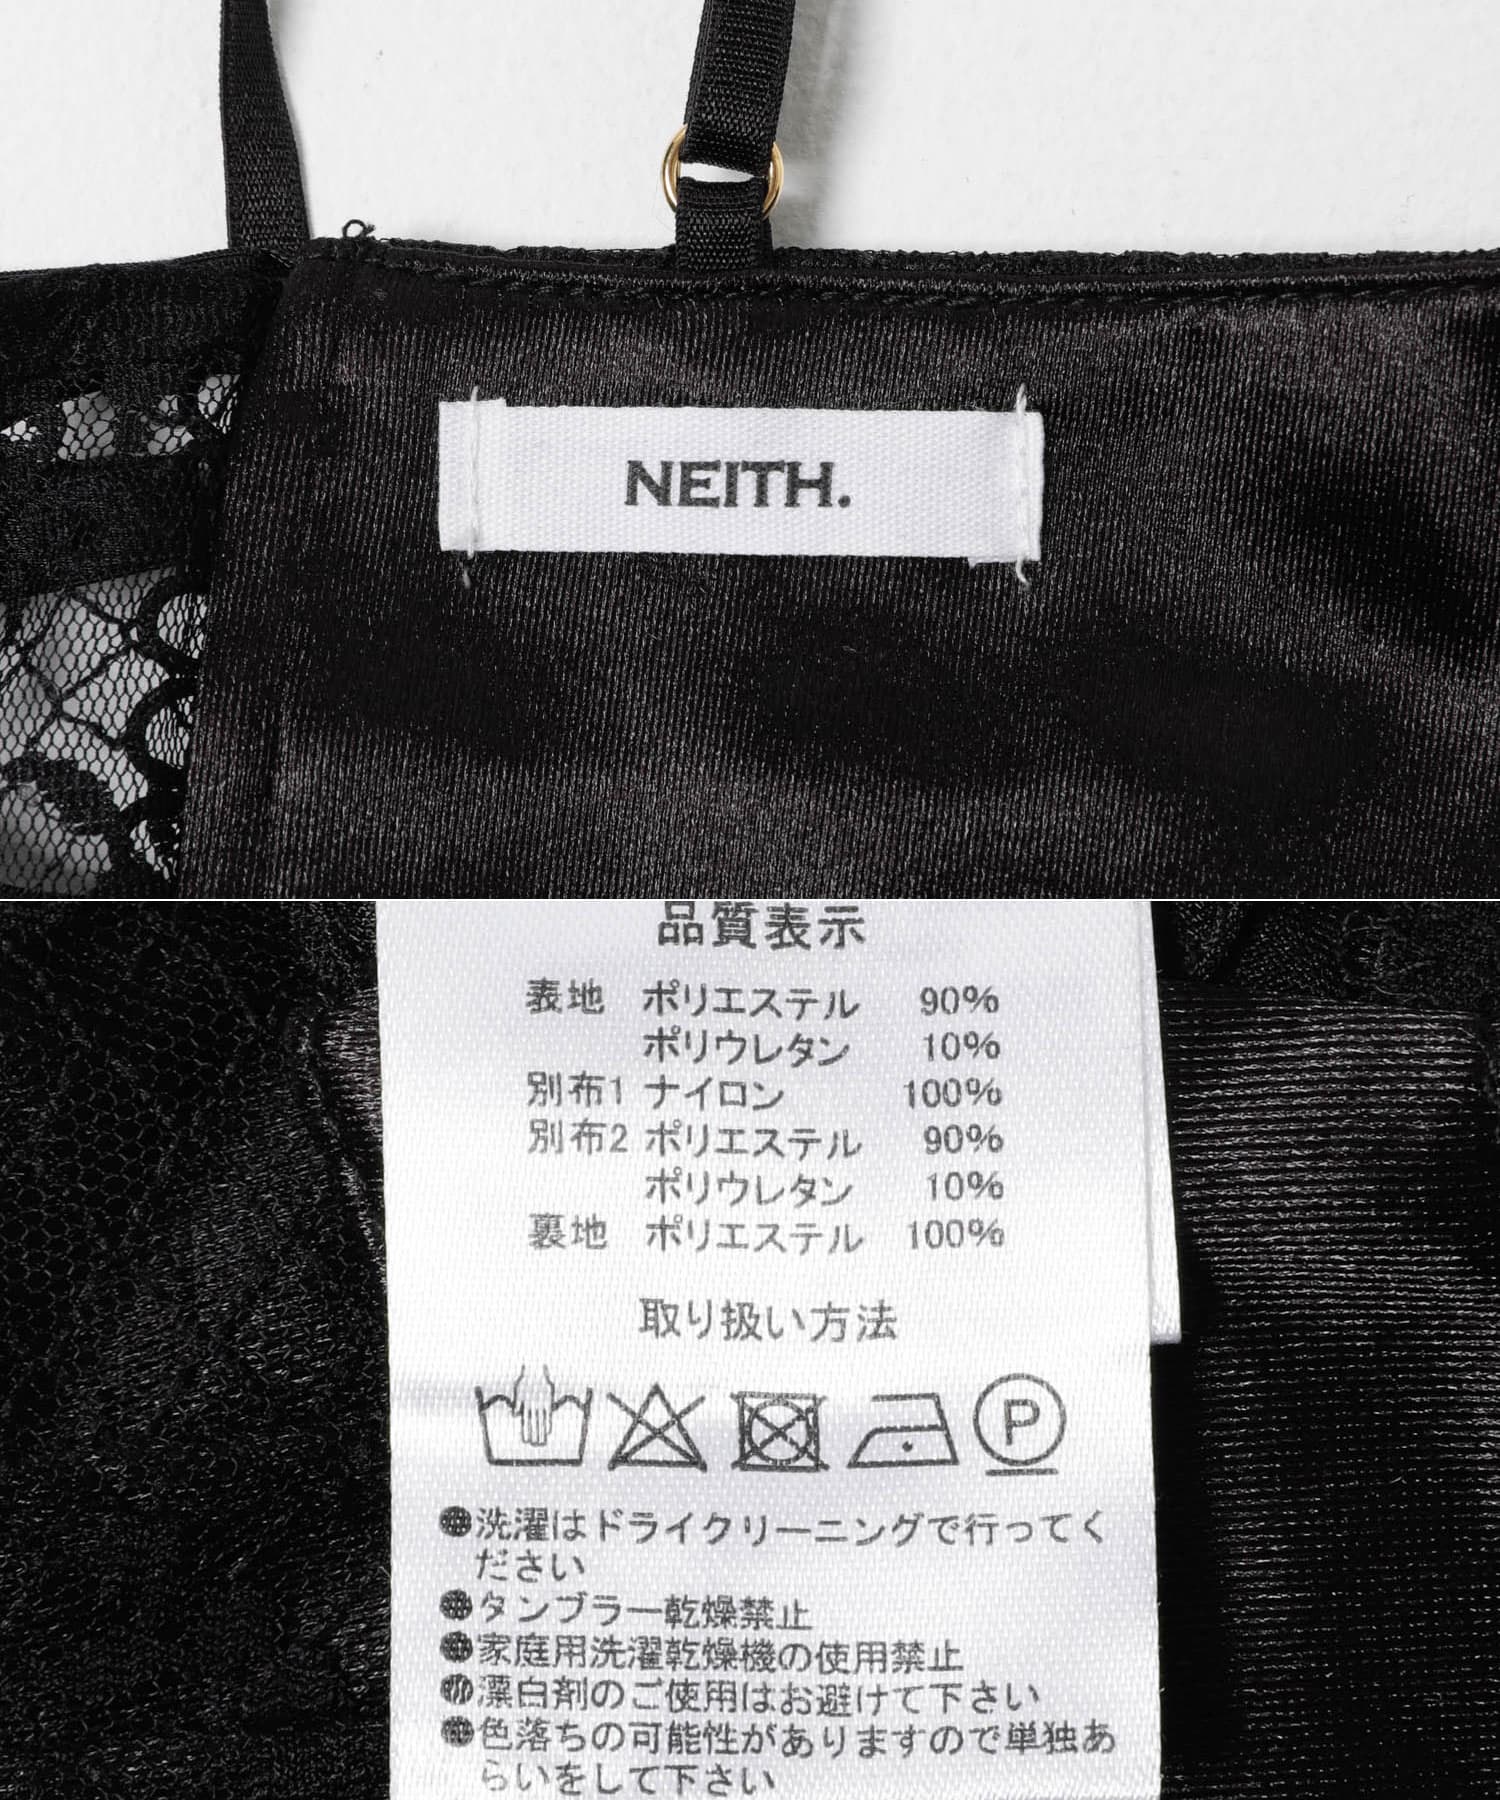 NEITH.
品質表示
表地 ポリエステル 90%
ポリウレタン 10%
別布1 ナイロン 100%
別布2 ポリエステル 90%
ポリウレタン 10%
裏地 ポリエステル 100%
取り扱い方法
P
●洗濯はドライクリーニングで行ってく
ださい
●タンブラー乾燥禁止
●家庭用洗濯乾燥機の使用禁止
●漂白剤のご使用はお避けて下さい
●色落ちの可能性がありますので単独あ
らいをして下さい